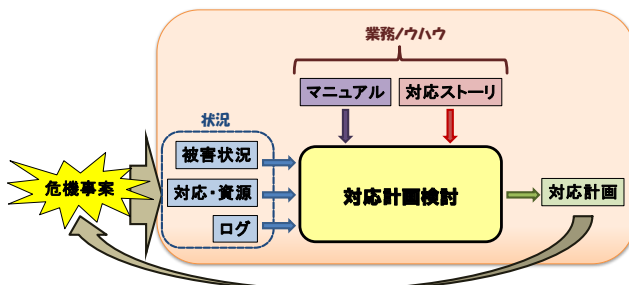 業務ノウハウ
マニュアル
対応ストーリ
状況
被害状況
対応・資源
ログ
危機事案
対応計画検討
対応計画